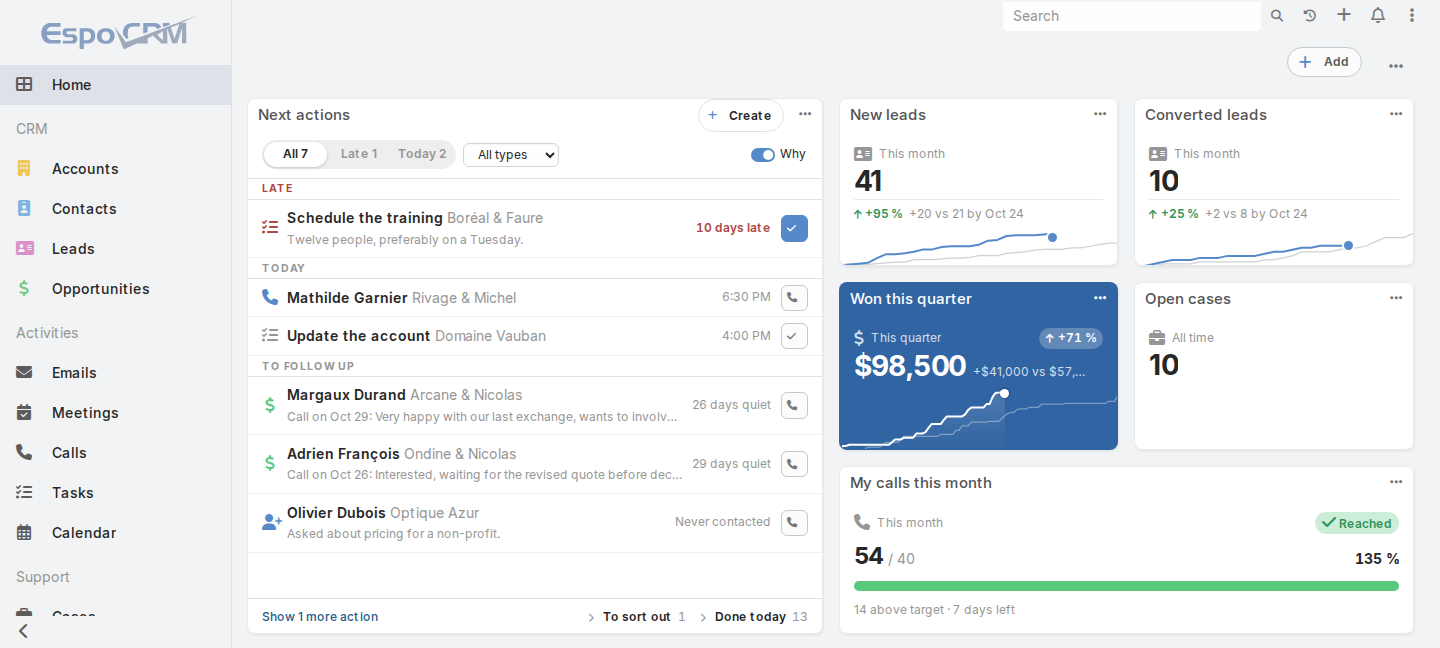 EspoCRM
Search
Home
Add
CRM
Accounts
Contacts
Leads
Opportunities
Activities
Emails
Meetings
Calls
Tasks
Calendar
Support
Cases
Next actions
Create
All 7
Late 1
Today 2
All types
Why
LATE
Schedule the training Boréal & Faure
Twelve people, preferably on a Tuesday.
10 days late
TODAY
Mathilde Garnier Rivage & Michel
6:30 PM
Update the account Domaine Vauban
4:00 PM
TO FOLLOW UP
Margaux Durand Arcane & Nicolas
Call on Oct 29: Very happy with our last exchange, wants to involv...
26 days quiet
Adrien François Ondine & Nicolas
Call on Oct 26: Interested, waiting for the revised quote before dec...
29 days quiet
Olivier Dubois Optique Azur
Asked about pricing for a non-profit.
Never contacted
Show 1 more action
To sort out 1
Done today 13
New leads
This month
41
+95 % +20 vs 21 by Oct 24
Converted leads
This month
10
+25 % +2 vs 8 by Oct 24
Won this quarter
This quarter
+71 %
$98,500 +$41,000 vs $57,...
Open cases
All time
10
My calls this month
This month
Reached
54 / 40
135 %
14 above target · 7 days left